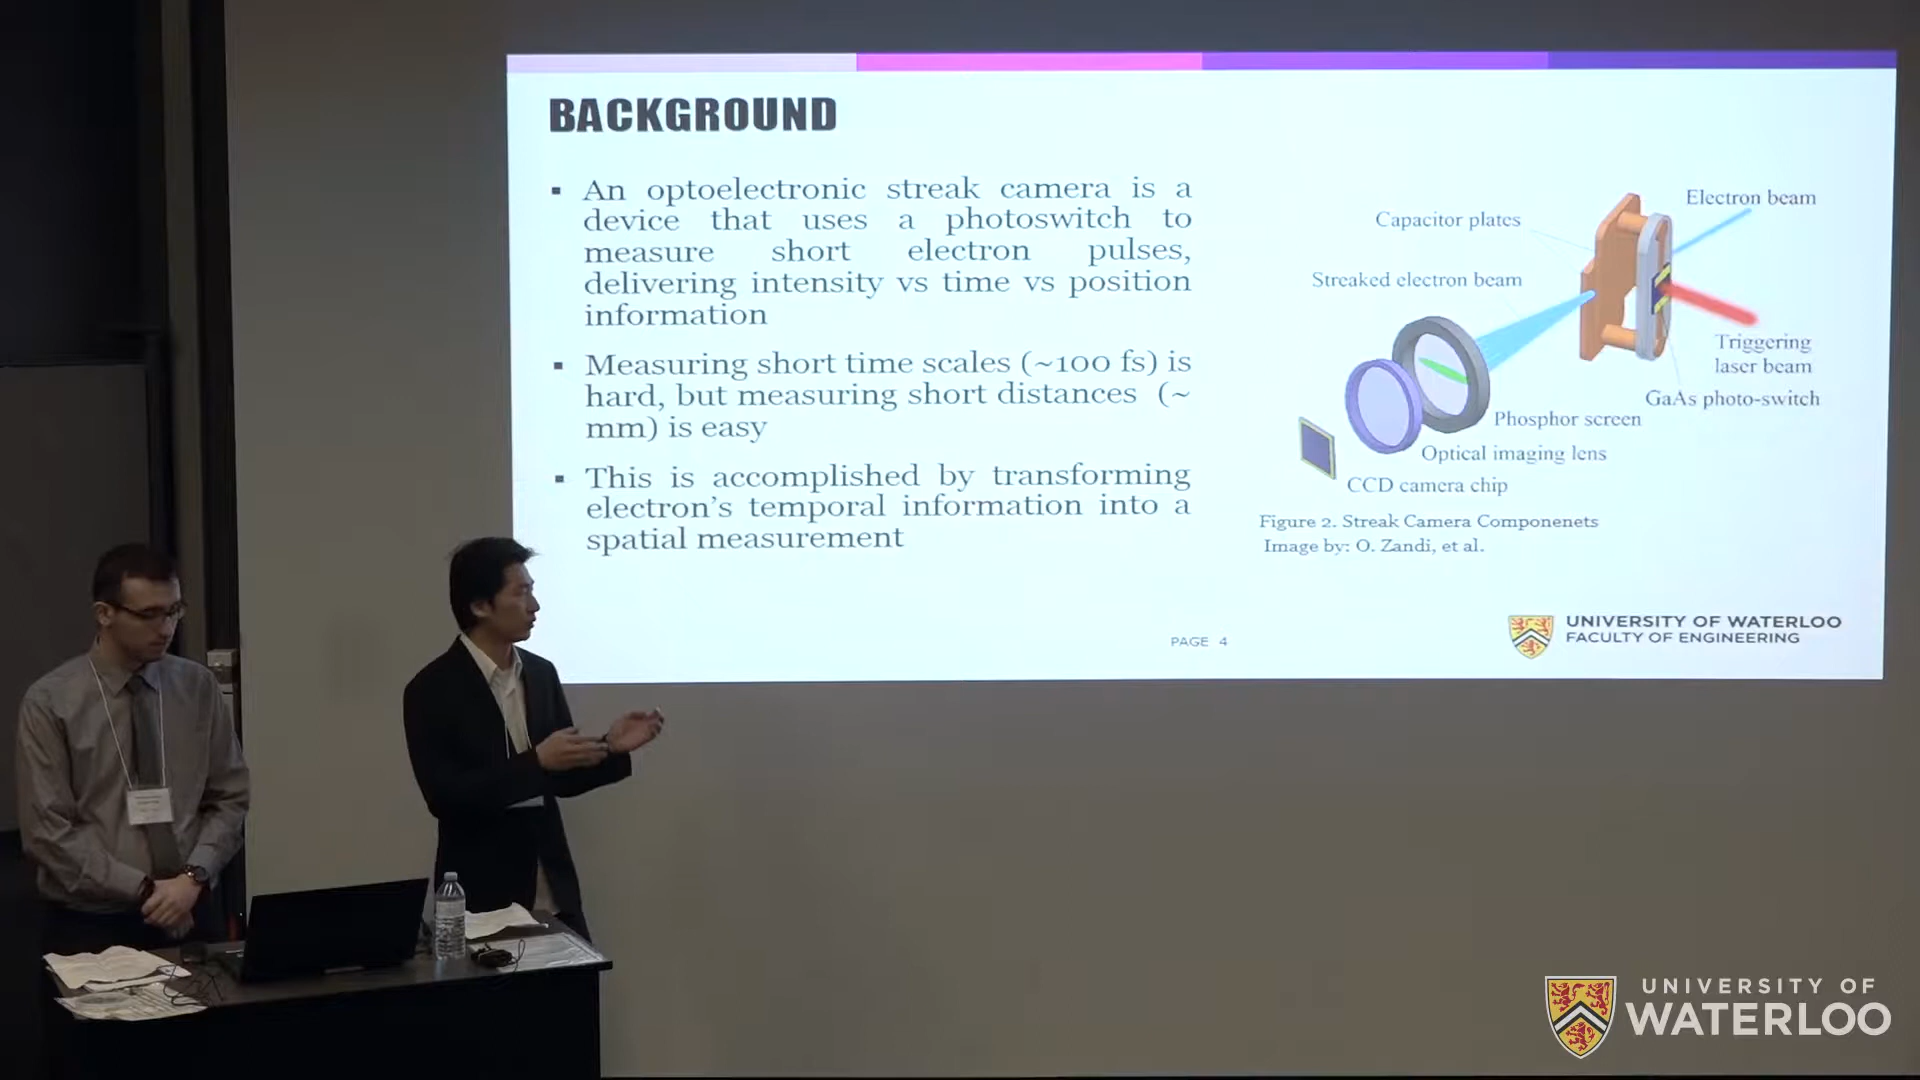 BACKGROUND
▪ An optoelectronic streak camera is a
device that uses a photoswitch to
measure short electron pulses,
delivering intensity vs time vs position
information
▪ Measuring short time scales (~100 fs) is
hard, but measuring short distances (~
mm) is easy
▪ This is accomplished by transforming
electron's temporal information into a
spatial measurement
Electron beam
Capacitor plates
Streaked electron beam
Triggering
laser beam
GaAs photo-switch
Phosphor screen
Optical imaging lens
CCD camera chip
Figure 2. Streak Camera Componenets
Image by: O. Zandi, et al.
PAGE 4
UNIVERSITY OF WATERLOO
FACULTY OF ENGINEERING
UNIVERSITY OF
WATERLOO